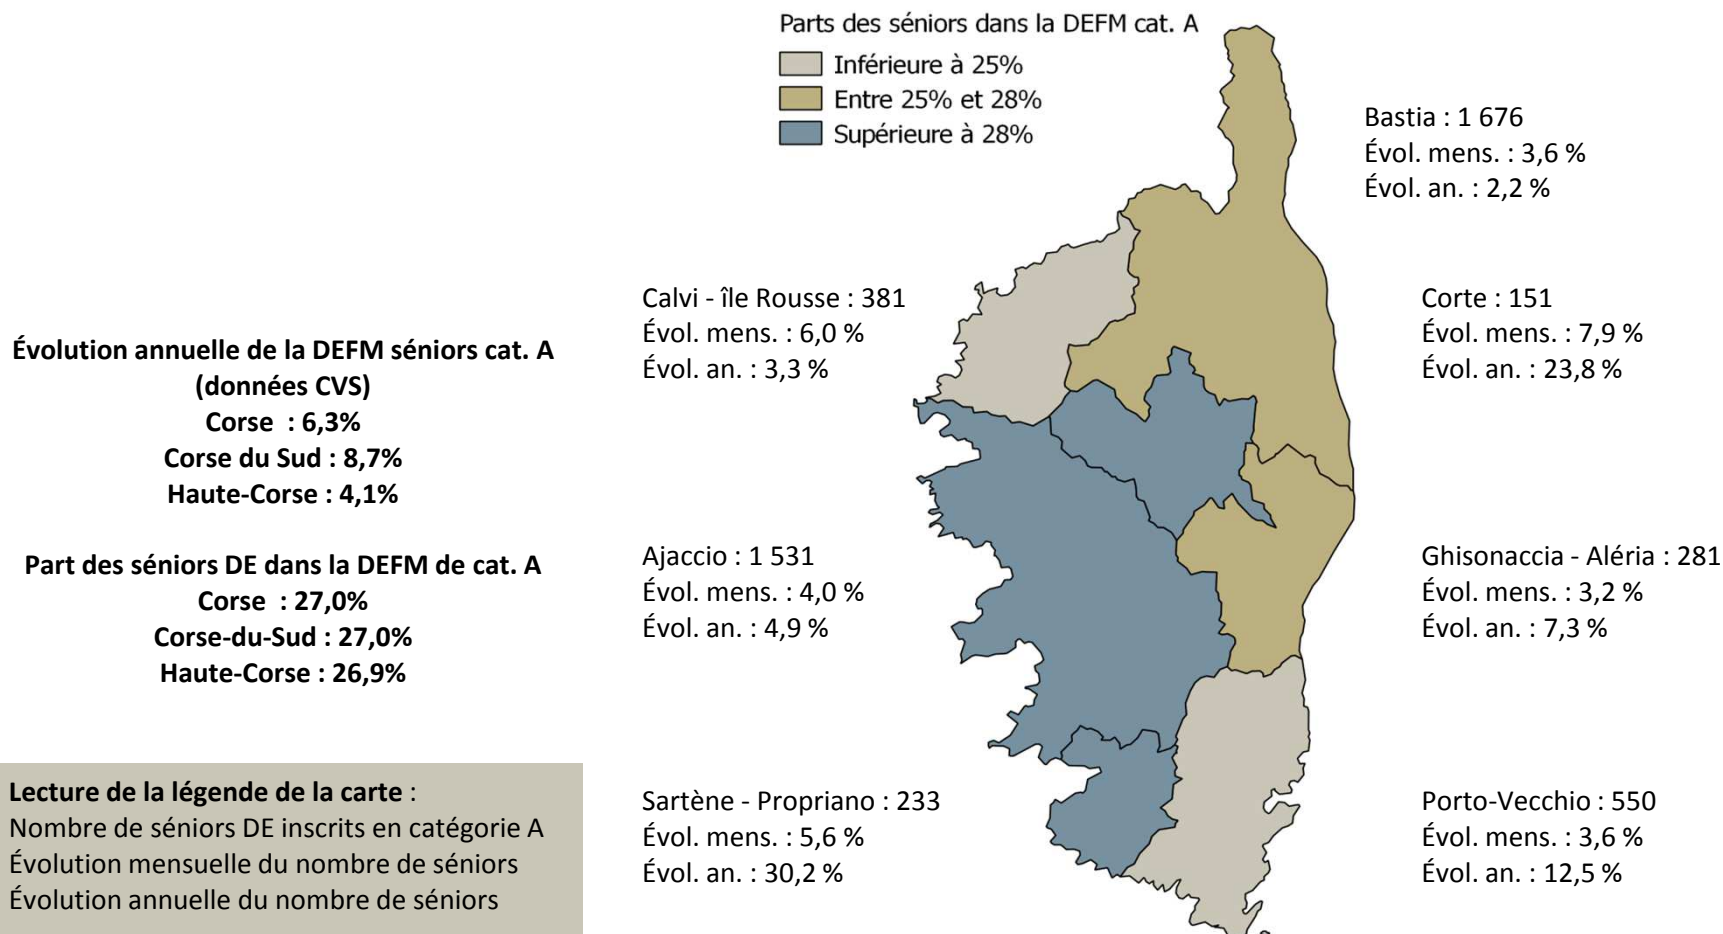 Parts des séniors dans la DEFM cat. A
Inférieure à 25%
Entre 25% et 28%
Supérieure à 28%
Bastia : 1 676
Évol. mens. : 3,6 %
Évol. an. : 2,2 %
Calvi - île Rousse : 381
Évol. mens. : 6,0 %
Évol. an. : 3,3 %
Corte : 151
Évol. mens. : 7,9 %
Évol. an. : 23,8 %
Évolution annuelle de la DEFM séniors cat. A
(données CVS)
Corse : 6,3%
Corse du Sud : 8,7%
Haute-Corse : 4,1%
Part des séniors DE dans la DEFM de cat. A
Corse : 27,0%
Corse-du-Sud : 27,0%
Haute-Corse : 26,9%
Ajaccio : 1 531
Évol. mens. : 4,0 %
Évol. an. : 4,9 %
Ghisonaccia - Aléria : 281
Évol. mens. : 3,2 %
Évol. an. : 7,3 %
Lecture de la légende de la carte :
Nombre de séniors DE inscrits en catégorie A
Évolution mensuelle du nombre de séniors
Évolution annuelle du nombre de séniors
Sartène - Propriano : 233
Évol. mens. : 5,6 %
Évol. an. : 30,2 %
Porto-Vecchio : 550
Évol. mens. : 3,6 %
Évol. an. : 12,5 %